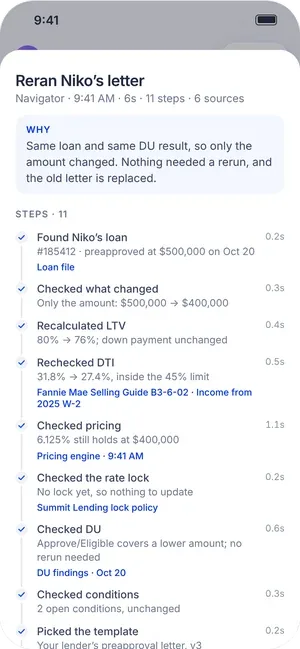 9:41
Reran Niko's letter
Navigator · 9:41 AM · 6s · 11 steps · 6 sources
WHY
Same loan and same DU result, so only the
amount changed. Nothing needed a rerun, and
the old letter is replaced.
STEPS · 11
Found Niko's loan 0.2s
#185412 · preapproved at $500,000 on Oct 20
Loan file
Checked what changed 0.3s
Only the amount: $500,000 → $400,000
Recalculated LTV 0.4s
80% → 76%; down payment unchanged
Rechecked DTI 0.5s
31.8% → 27.4%, inside the 45% limit
Fannie Mae Selling Guide B3-6-02 · Income from
2025 W-2
Checked pricing 1.1s
6.125% still holds at $400,000
Pricing engine · 9:41 AM
Checked the rate lock 0.2s
No lock yet, so nothing to update
Summit Lending lock policy
Checked DU 0.6s
Approve/Eligible covers a lower amount; no
rerun needed
DU findings · Oct 20
Checked conditions 0.3s
2 open conditions, unchanged
Picked the template 0.2s
Your lender's preapproval letter, v3